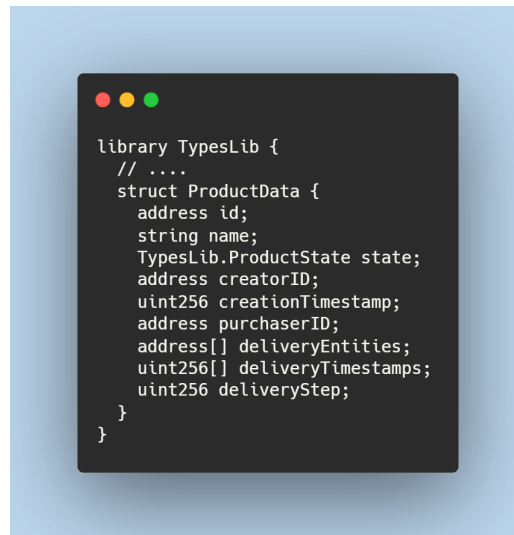 library TypesLib {
  // ....
  struct ProductData {
    address id;
    string name;
    TypesLib.ProductState state;
    address creatorID;
    uint256 creationTimestamp;
    address purchaserID;
    address[] deliveryEntities;
    uint256[] deliveryTimestamps;
    uint256 deliveryStep;
  }
}